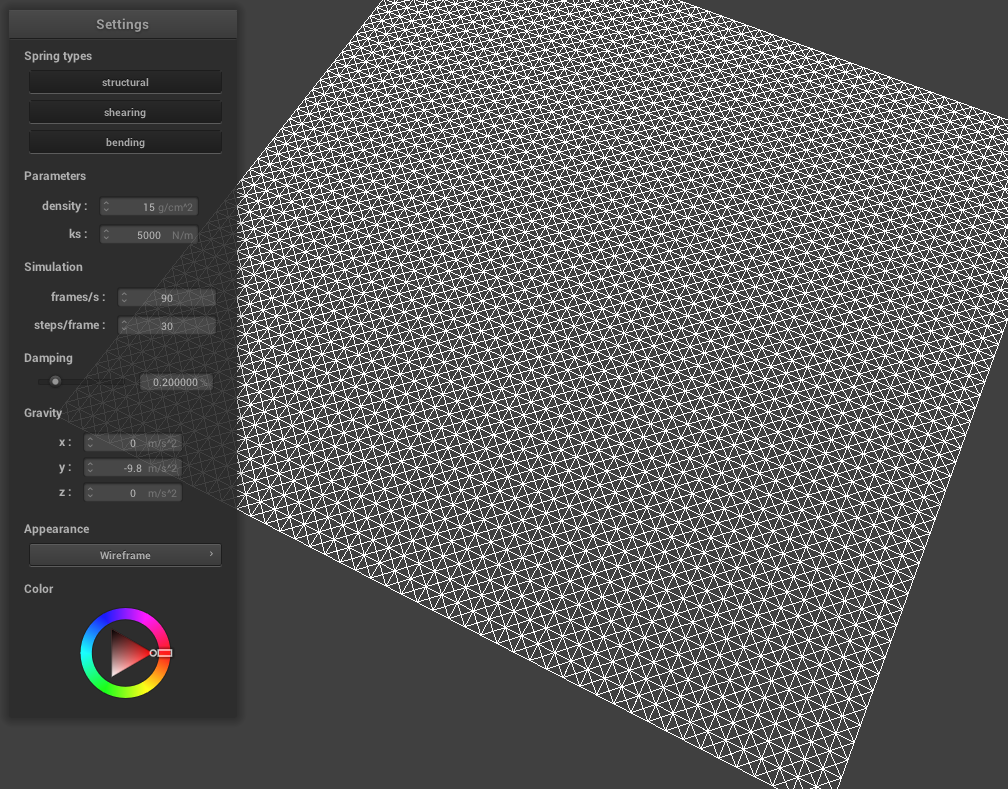 Settings
Spring types
structural
shearing
bending
Parameters
density : 15 g/cm^2
ks : 5000 N/m
Simulation
frames/s : 90
steps/frame : 30
Damping
0.200000 %
Gravity
x : 0 m/s^2
y : -9.8 m/s^2
z : 0 m/s^2
Appearance
Wireframe
Color